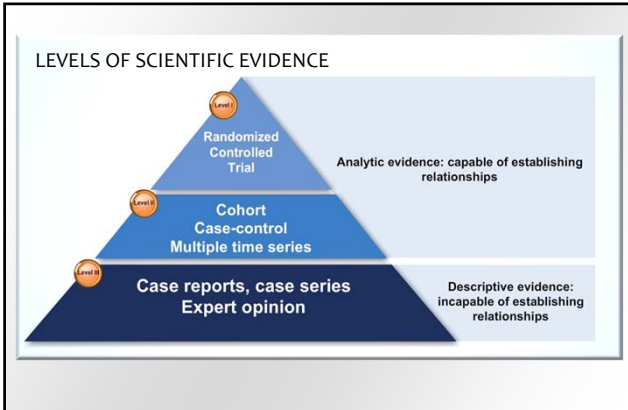 LEVELS OF SCIENTIFIC EVIDENCE
Level I
Randomized
Controlled
Trial
Analytic evidence: capable of establishing
relationships
Level II
Cohort
Case-control
Multiple time series
Level III
Case reports, case series
Expert opinion
Descriptive evidence:
incapable of establishing
relationships